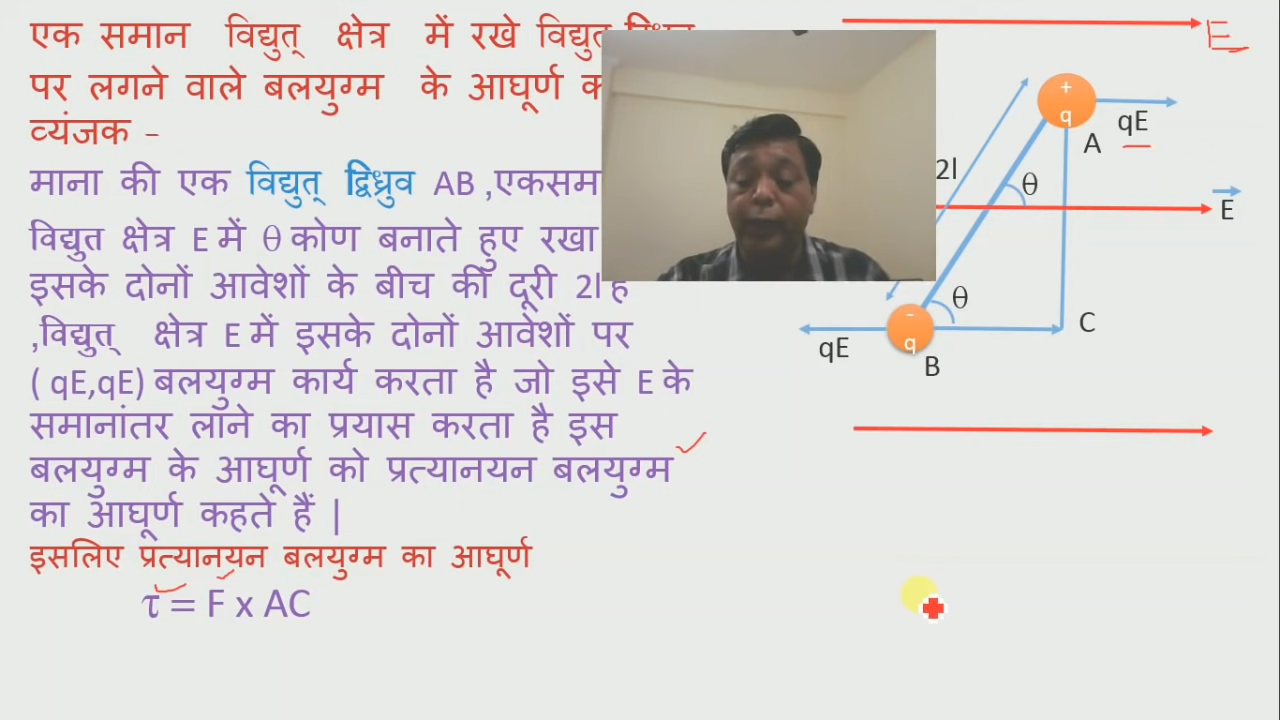 एक समान विद्युत् क्षेत्र में रखे विद्युत
पर लगने वाले बलयुग्म के आघूर्ण
व्यंजक –
माना की एक विद्युत् द्विध्रुव AB ,एकसम
विद्युत क्षेत्र E में θ कोण बनाते हुए रखा
इसके दोनों आवेशों के बीच की दूरी 2l है
,विद्युत् क्षेत्र E में इसके दोनों आवेशों पर
( qE,qE) बलयुग्म कार्य करता है जो इसे E के
समानांतर लाने का प्रयास करता है इस
बलयुग्म के आघूर्ण को प्रत्यानयन बलयुग्म
का आघूर्ण कहते हैं |
इसलिए प्रत्यानयन बलयुग्म का आघूर्ण
τ = F x AC
E
+
q
qE
A
2l
θ
E
θ
-
q
C
qE
B